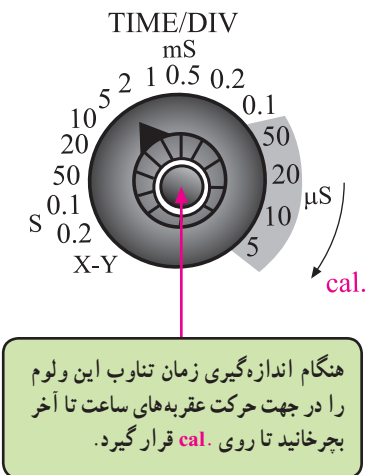 TIME/DIV
mS
10 5 2 1 0.5 0.2 0.1
20
50
0.1
S
0.2
X-Y
50
20
µS
10
5
cal.
هنگام اندازه‌گیری زمان تناوب این ولوم
را در جهت حرکت عقربه‌های ساعت تا آخر
بچرخانید تا روی .cal قرار گیرد.